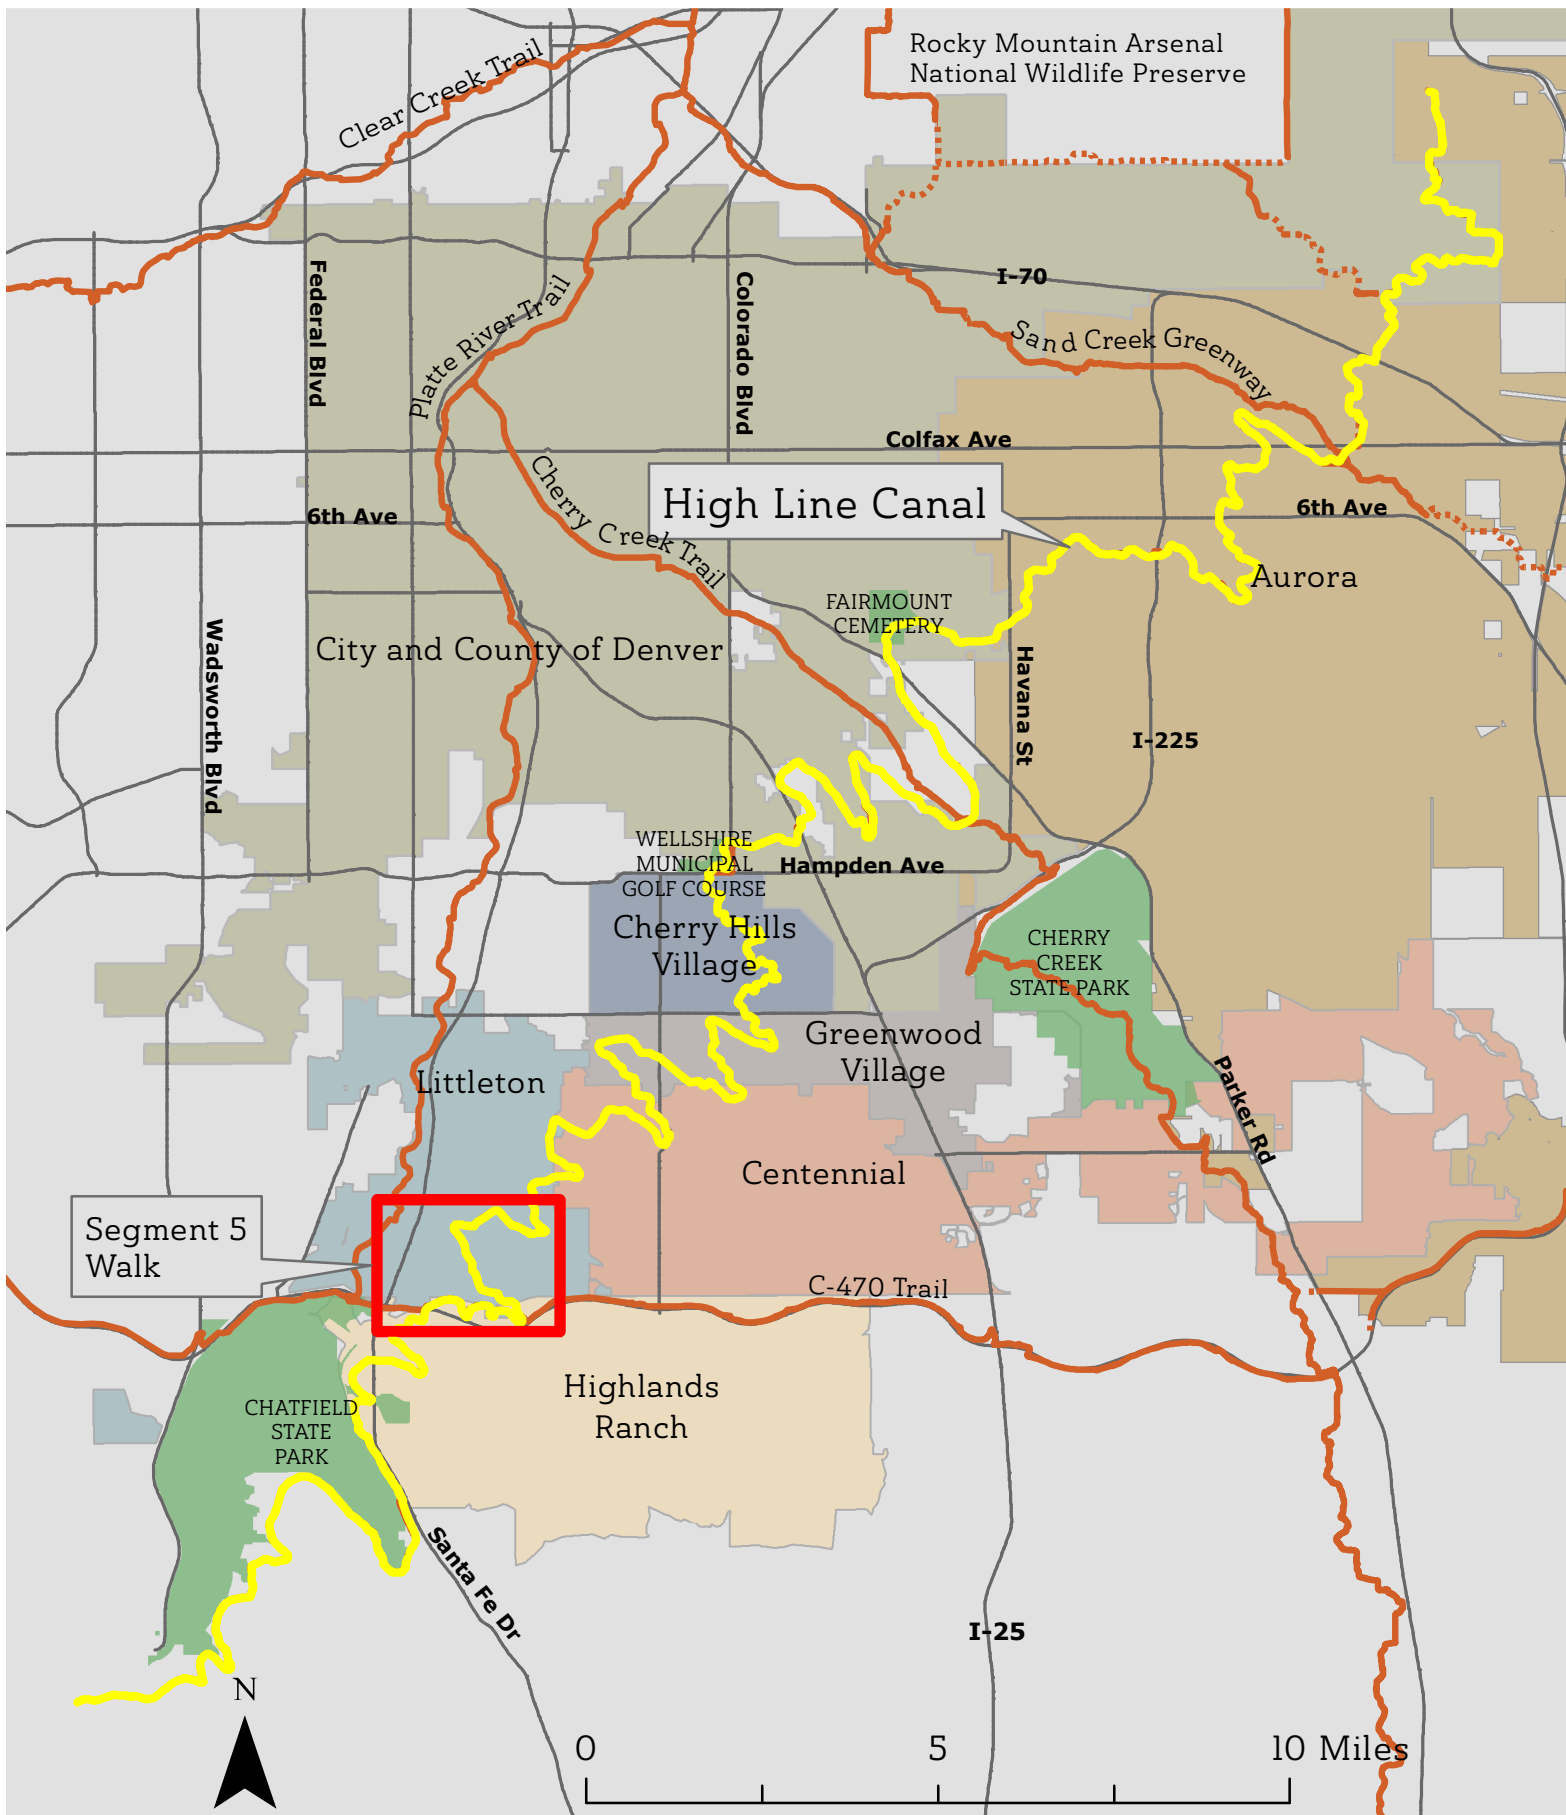 Rocky Mountain Arsenal
National Wildlife Preserve
Clear Creek Trail
I-70
Federal Blvd
Platte River Trail
Colorado Blvd
Sand Creek Greenway
Colfax Ave
High Line Canal
Cherry Creek Trail
6th Ave
6th Ave
Aurora
FAIRMOUNT
CEMETERY
City and County of Denver
Wadsworth Blvd
Havana St
I-225
WELLSHIRE
MUNICIPAL
GOLF COURSE
Hampden Ave
Cherry Hills
Village
CHERRY
CREEK
STATE PARK
Greenwood
Village
Littleton
Parker Rd
Centennial
Segment 5
Walk
C-470 Trail
Highlands
Ranch
CHATFIELD
STATE
PARK
Santa Fe Dr
I-25
N
0
5
10 Miles